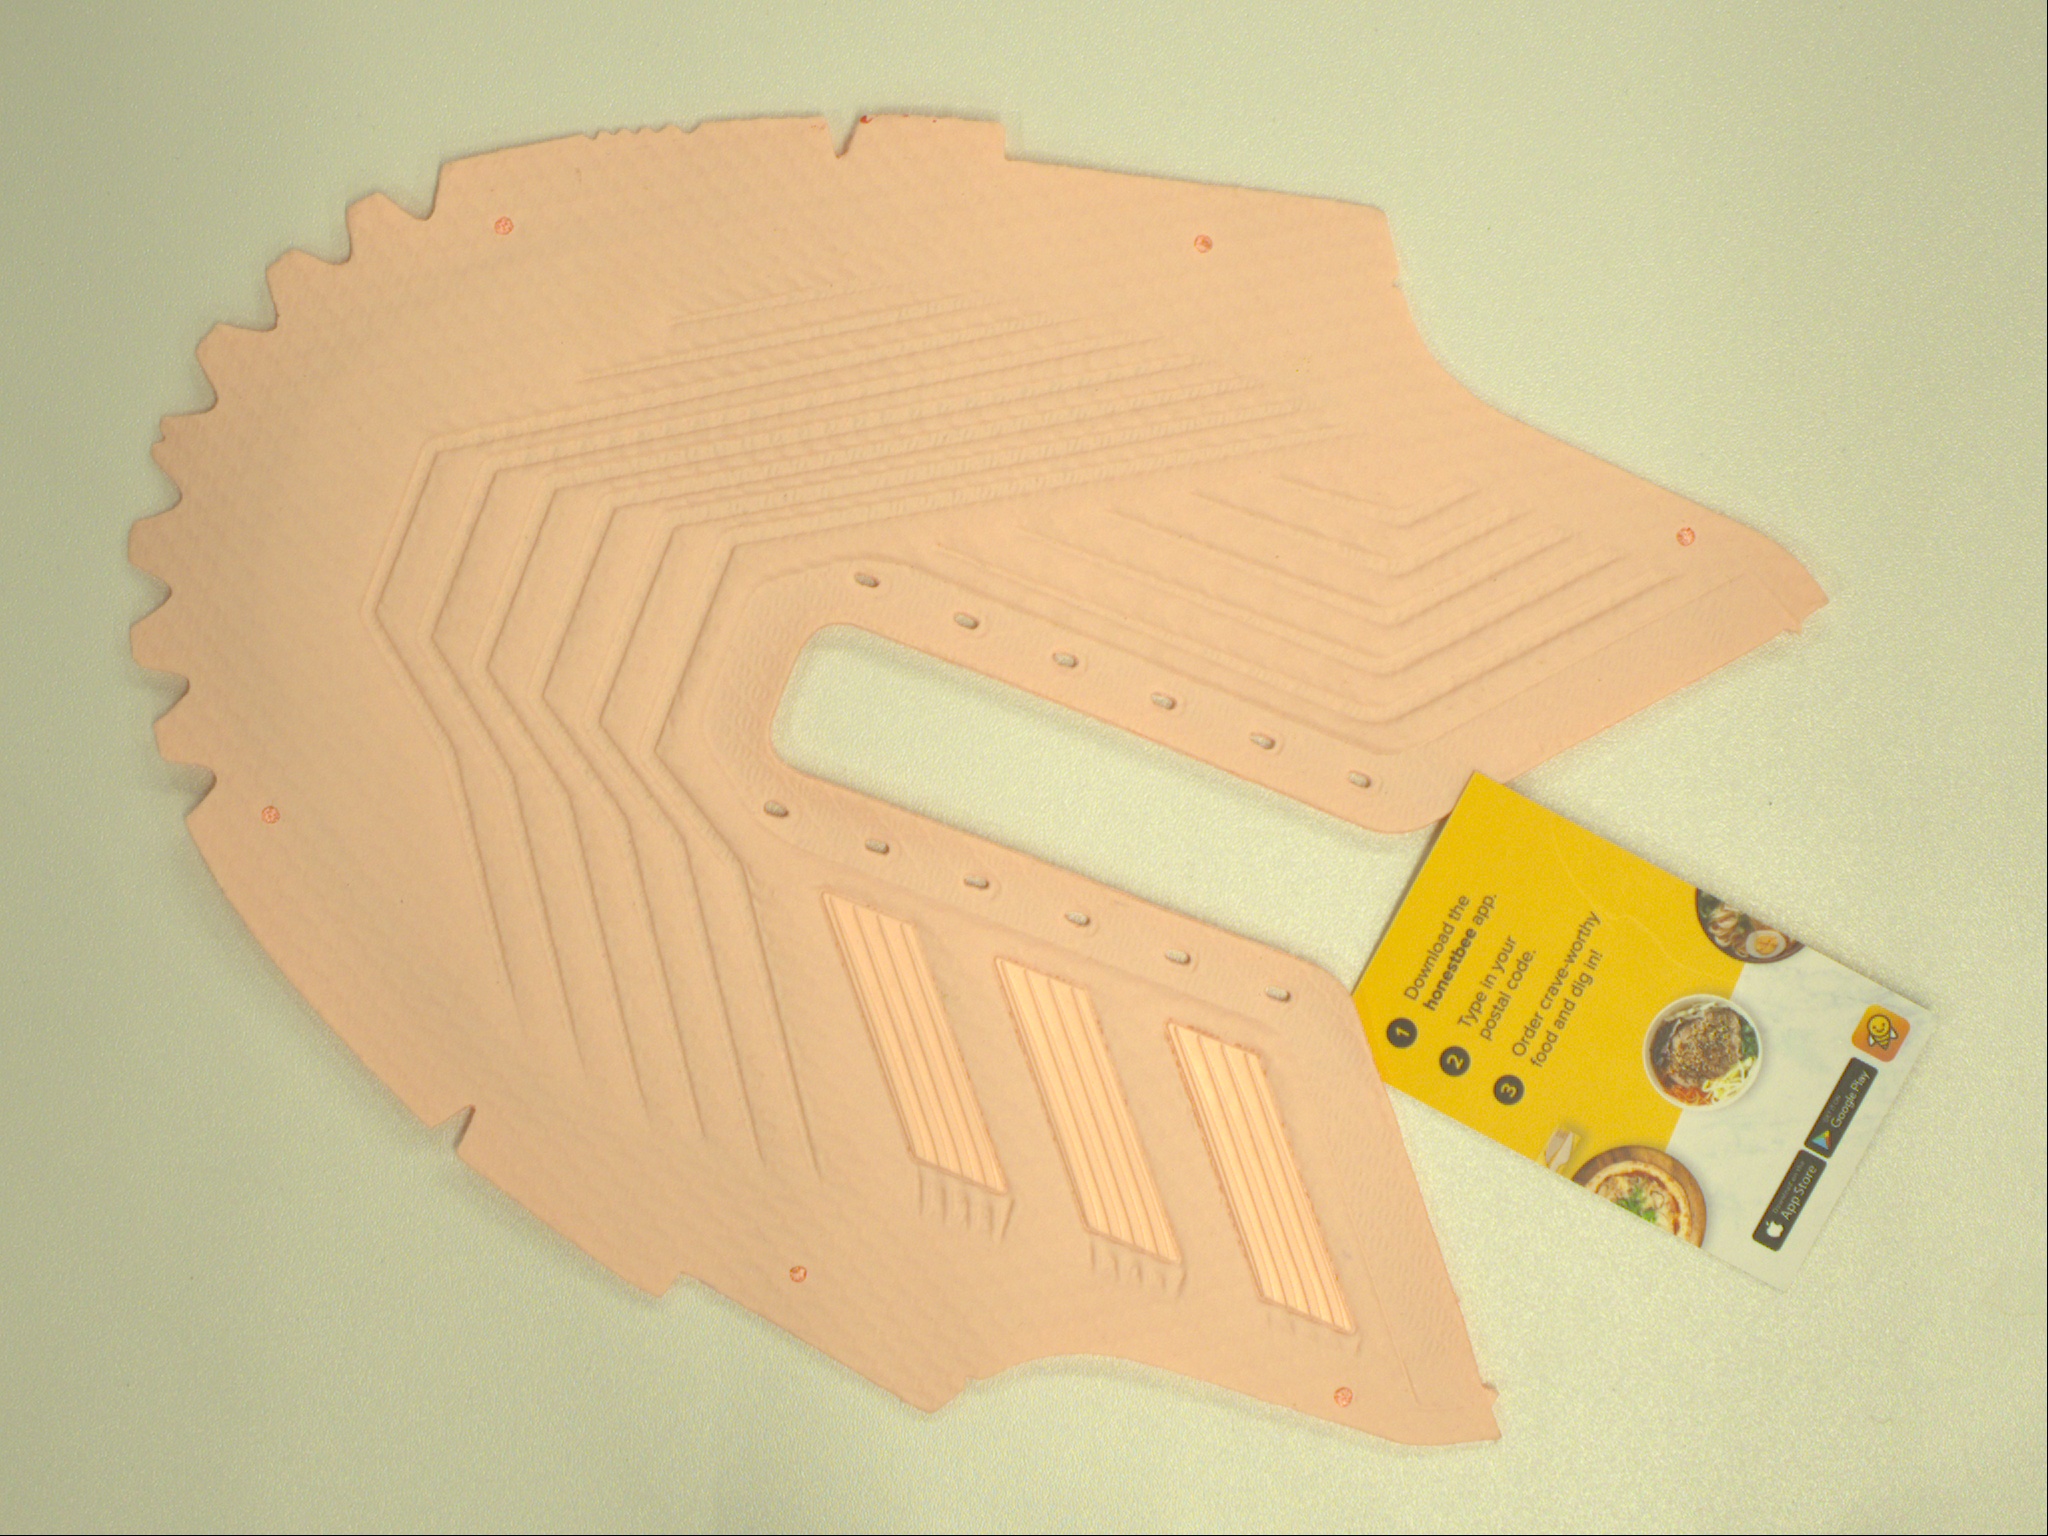 1 Download the
honestbee app.
2 Type in your
postal code.
3 Order crave-worthy
food and dig in!
Download on the
App Store
GET IT ON
Google Play